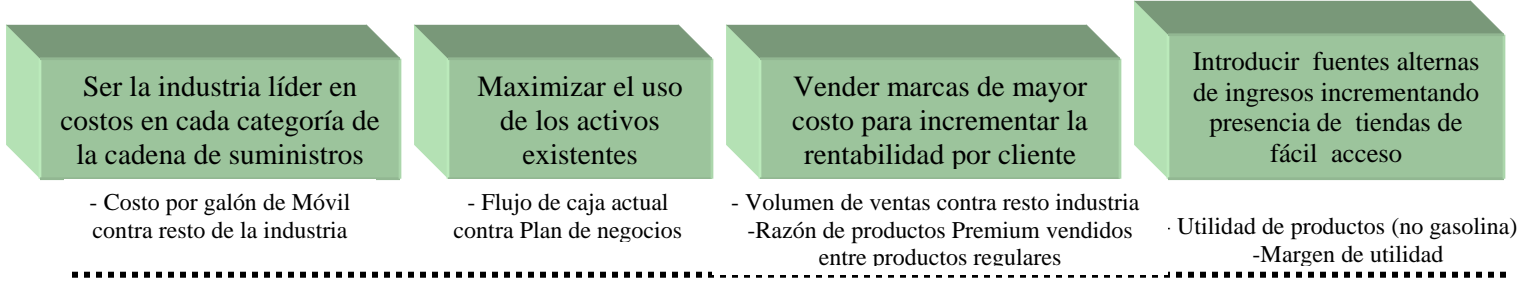 Ser la industria líder en
costos en cada categoría de
la cadena de suministros
- Costo por galón de Móvil
contra resto de la industria
Maximizar el uso
de los activos
existentes
- Flujo de caja actual
contra Plan de negocios
Vender marcas de mayor
costo para incrementar la
rentabilidad por cliente
- Volumen de ventas contra resto industria
-Razón de productos Premium vendidos
entre productos regulares
Introducir fuentes alternas
de ingresos incrementando
presencia de tiendas de
fácil acceso
- Utilidad de productos (no gasolina)
-Margen de utilidad